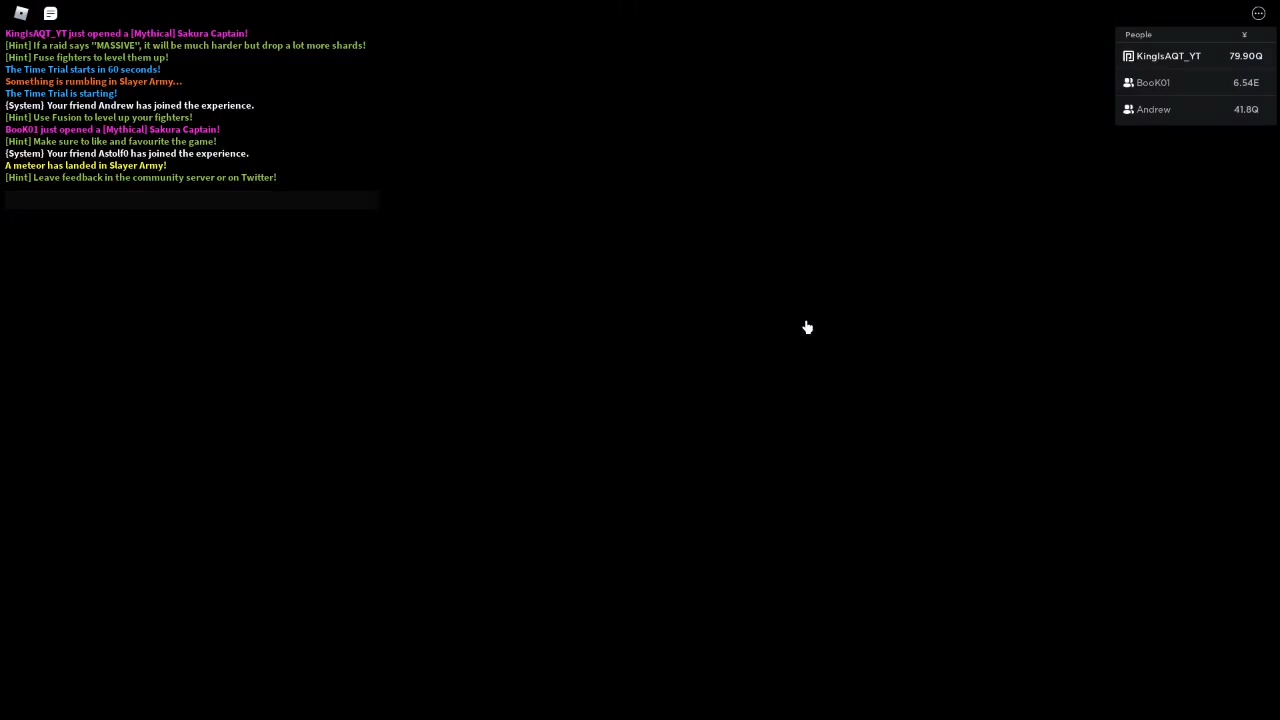 KingIsAQT_YT just opened a [Mythical] Sakura Captain!
[Hint] If a raid says "MASSIVE", it will be much harder but drop a lot more shards!
[Hint] Fuse fighters to level them up!
The Time Trial starts in 60 seconds!
Something is rumbling in Slayer Army...
The Time Trial is starting!
{System} Your friend Andrew has joined the experience.
[Hint] Use Fusion to level up your fighters!
BooK01 just opened a [Mythical] Sakura Captain!
[Hint] Make sure to like and favourite the game!
{System} Your friend Astolf0 has joined the experience.
A meteor has landed in Slayer Army!
[Hint] Leave feedback in the community server or on Twitter!
People ¥
KingIsAQT_YT 79.90Q
BooK01 6.54E
Andrew 41.8Q